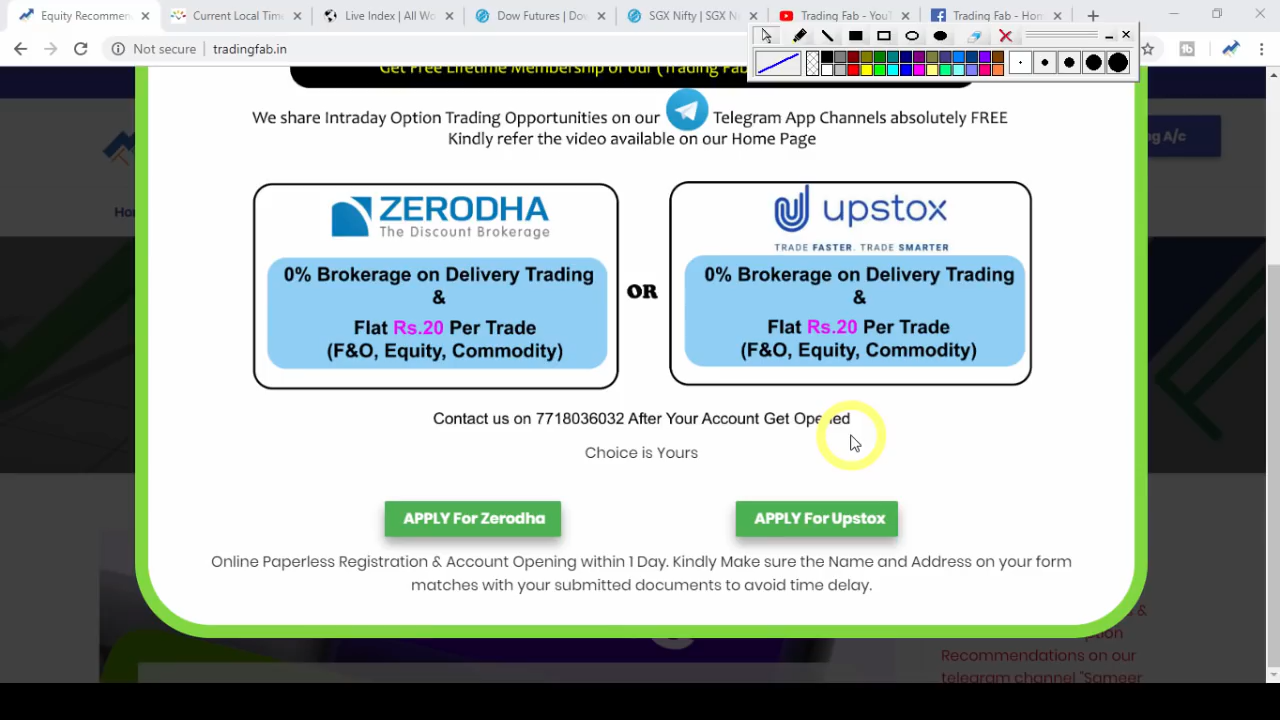 Equity Recommen
Current Local Time
Live Index | All Wo
Dow Futures | Do
SGX Nifty | SGX N
Trading Fab - YouT
Trading Fab - Hom
Not secure
tradingfab.in
Get Free Lifetime Membership of our (Trading Fab
ng A/c
We share Intraday Option Trading Opportunities on our Telegram App Channels absolutely FREE
Kindly refer the video available on our Home Page
Ho
ZERODHA
The Discount Brokerage
0% Brokerage on Delivery Trading
&
Flat Rs.20 Per Trade
(F&O, Equity, Commodity)
OR
upstox
TRADE FASTER. TRADE SMARTER
0% Brokerage on Delivery Trading
&
Flat Rs.20 Per Trade
(F&O, Equity, Commodity)
Contact us on 7718036032 After Your Account Get Opened
Choice is Yours
APPLY For Zerodha
APPLY For Upstox
Online Paperless Registration & Account Opening within 1 Day. Kindly Make sure the Name and Address on your form
matches with your submitted documents to avoid time delay.
&
ption
Recommendations on our
telegram channel "Sameer